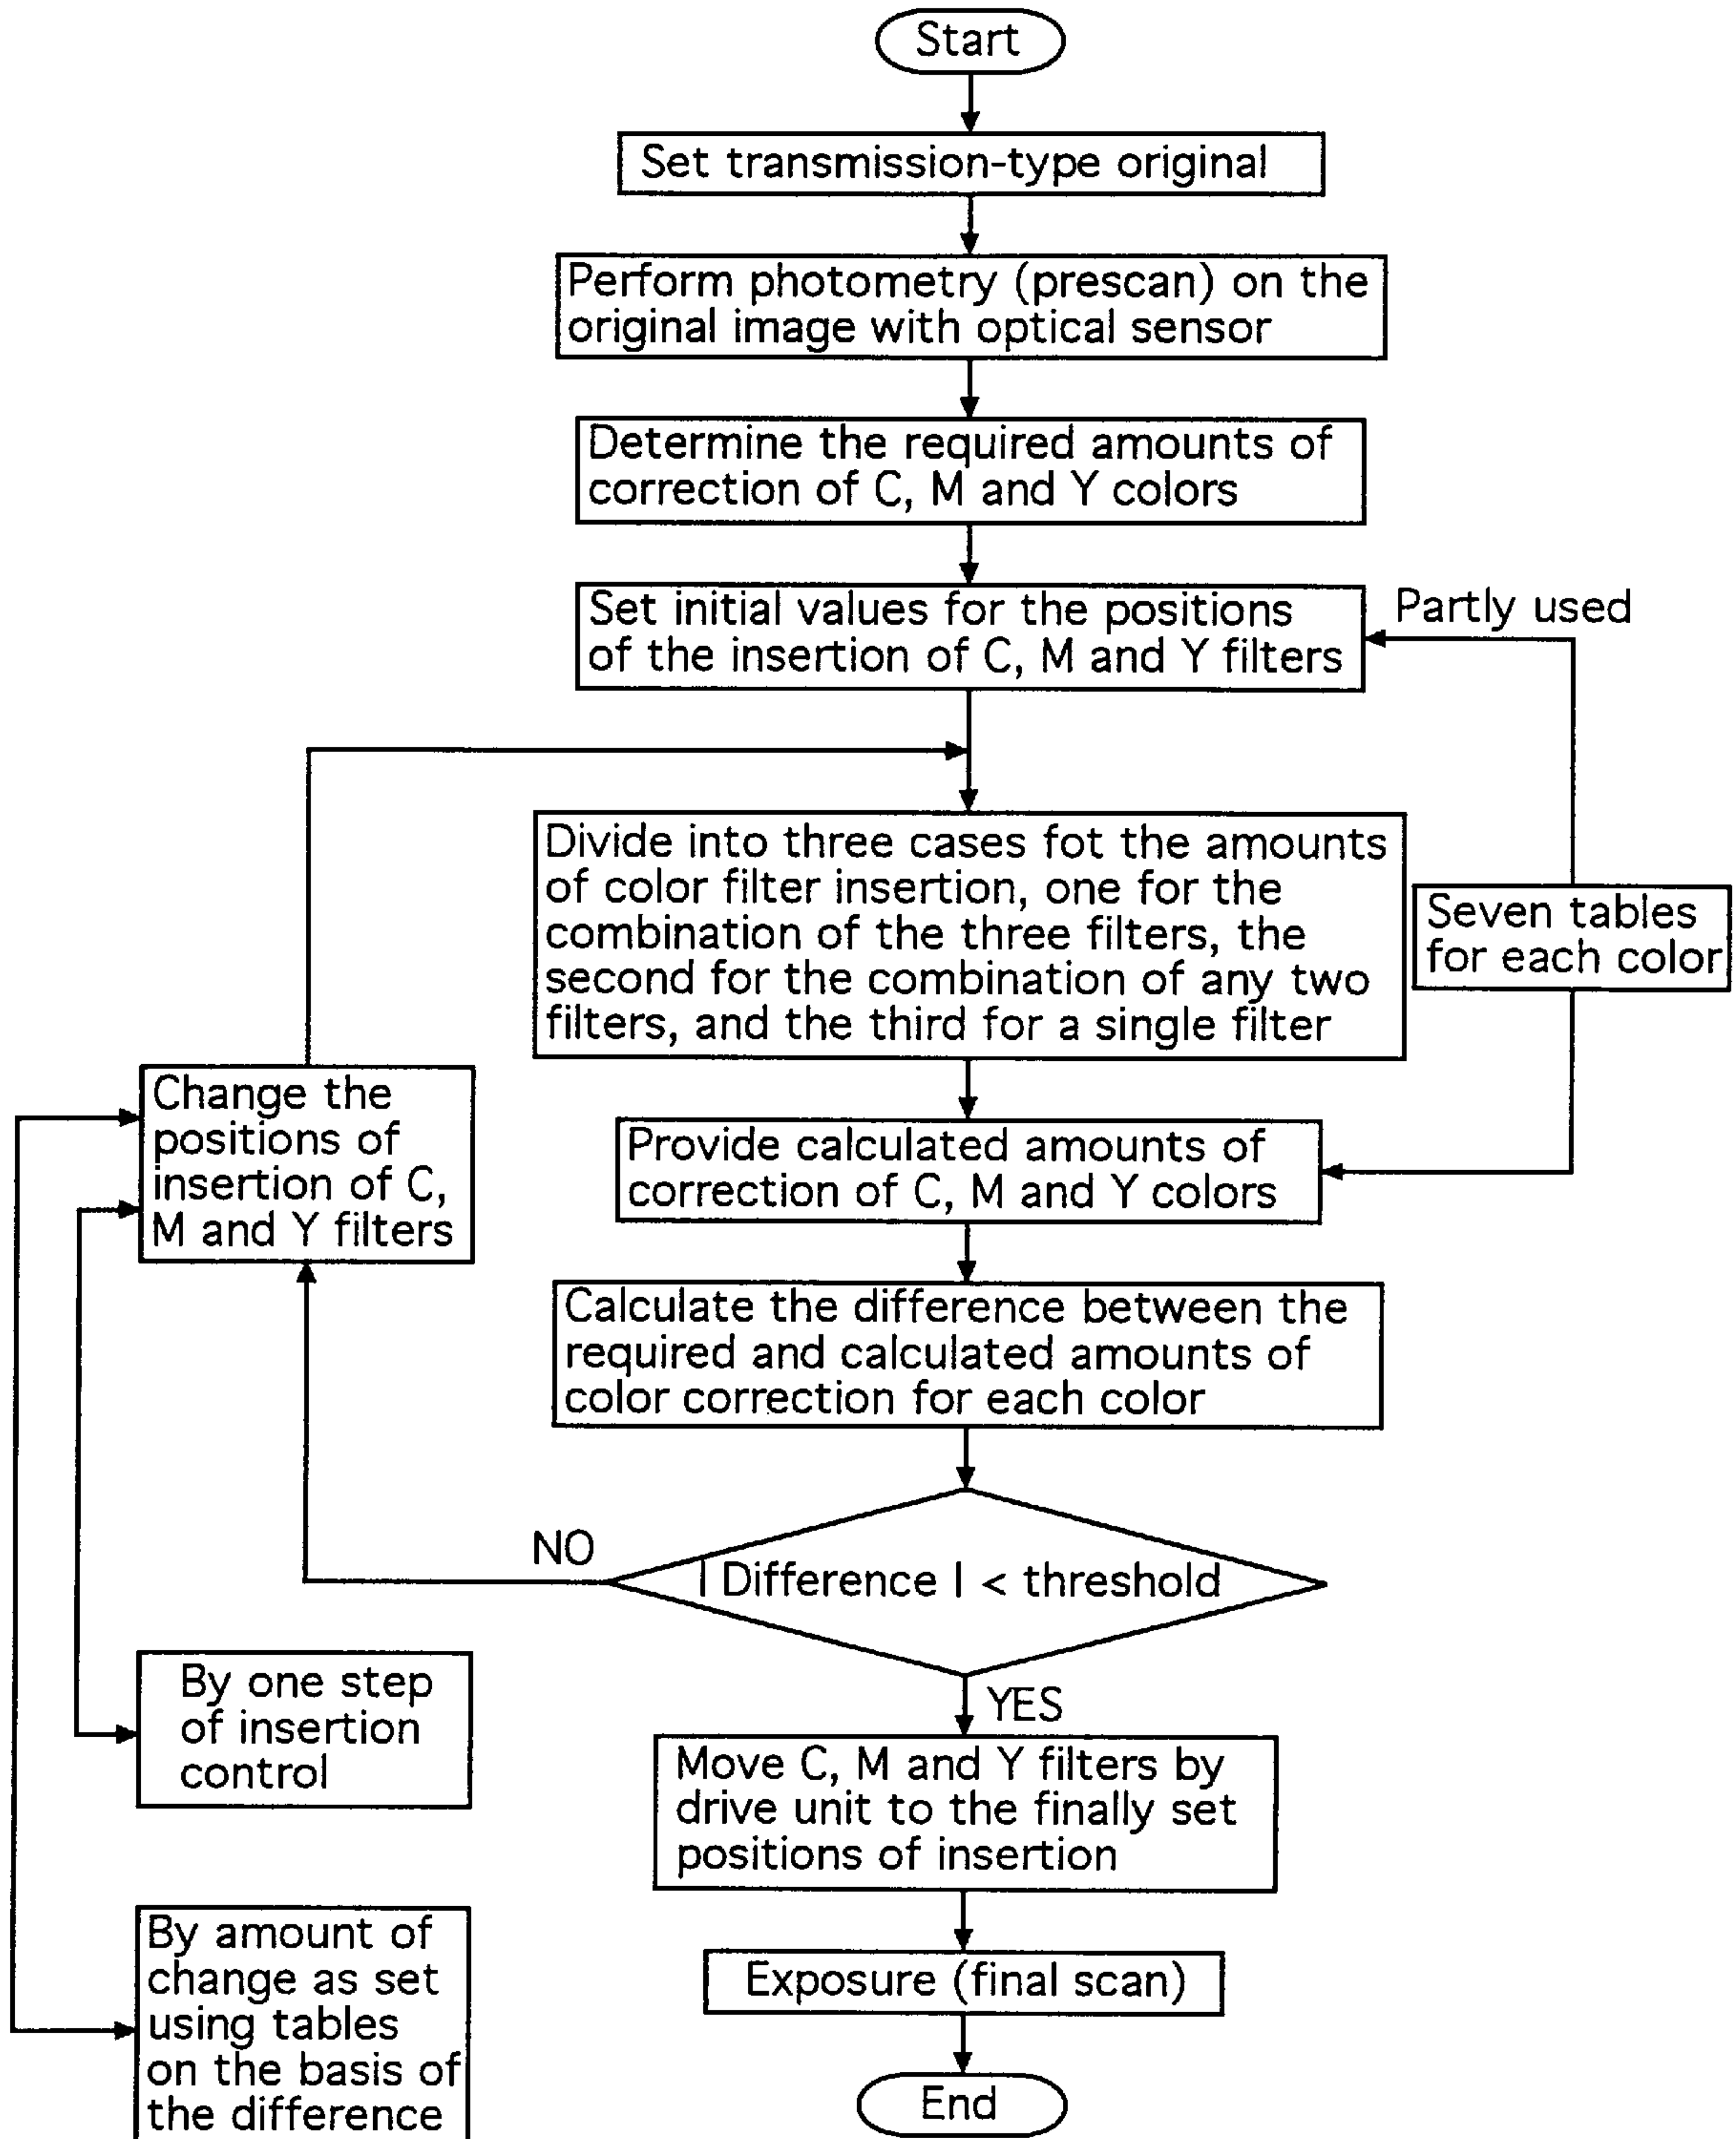 Start
Set transmission-type original
Perform photometry (prescan) on the
original image with optical sensor
Determine the required amounts of
correction of C, M and Y colors
Set initial values for the positions
of the insertion of C, M and Y filters
Partly used
Divide into three cases fot the amounts
of color filter insertion, one for the
combination of the three filters, the
second for the combination of any two
filters, and the third for a single filter
Seven tables
for each color
Change the
positions of
insertion of C,
M and Y filters
Provide calculated amounts of
correction of C, M and Y colors
Calculate the difference between the
required and calculated amounts of
color correction for each color
NO
| Difference | < threshold
YES
By one step
of insertion
control
Move C, M and Y filters by
drive unit to the finally set
positions of insertion
By amount of
change as set
using tables
on the basis of
the difference
Exposure (final scan)
End